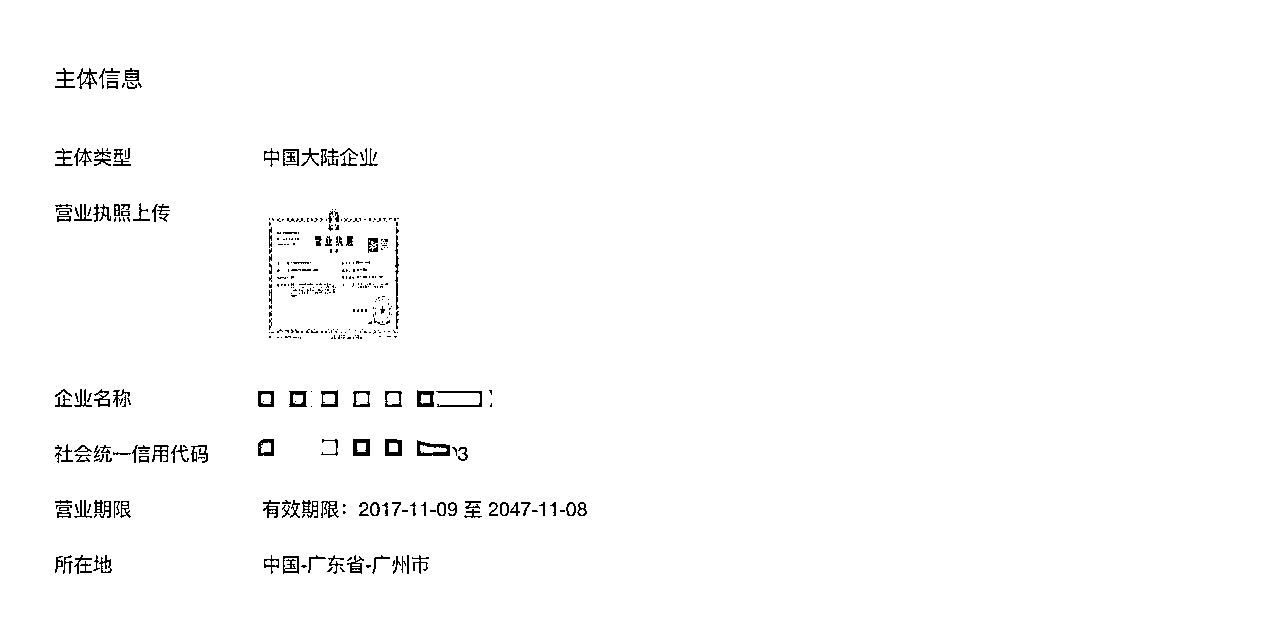 主体信息
主体类型 中国大陆企业
营业执照上传
营业执照
企业名称
社会统一信用代码 3
营业期限 有效期限：2017-11-09 至 2047-11-08
所在地 中国-广东省-广州市